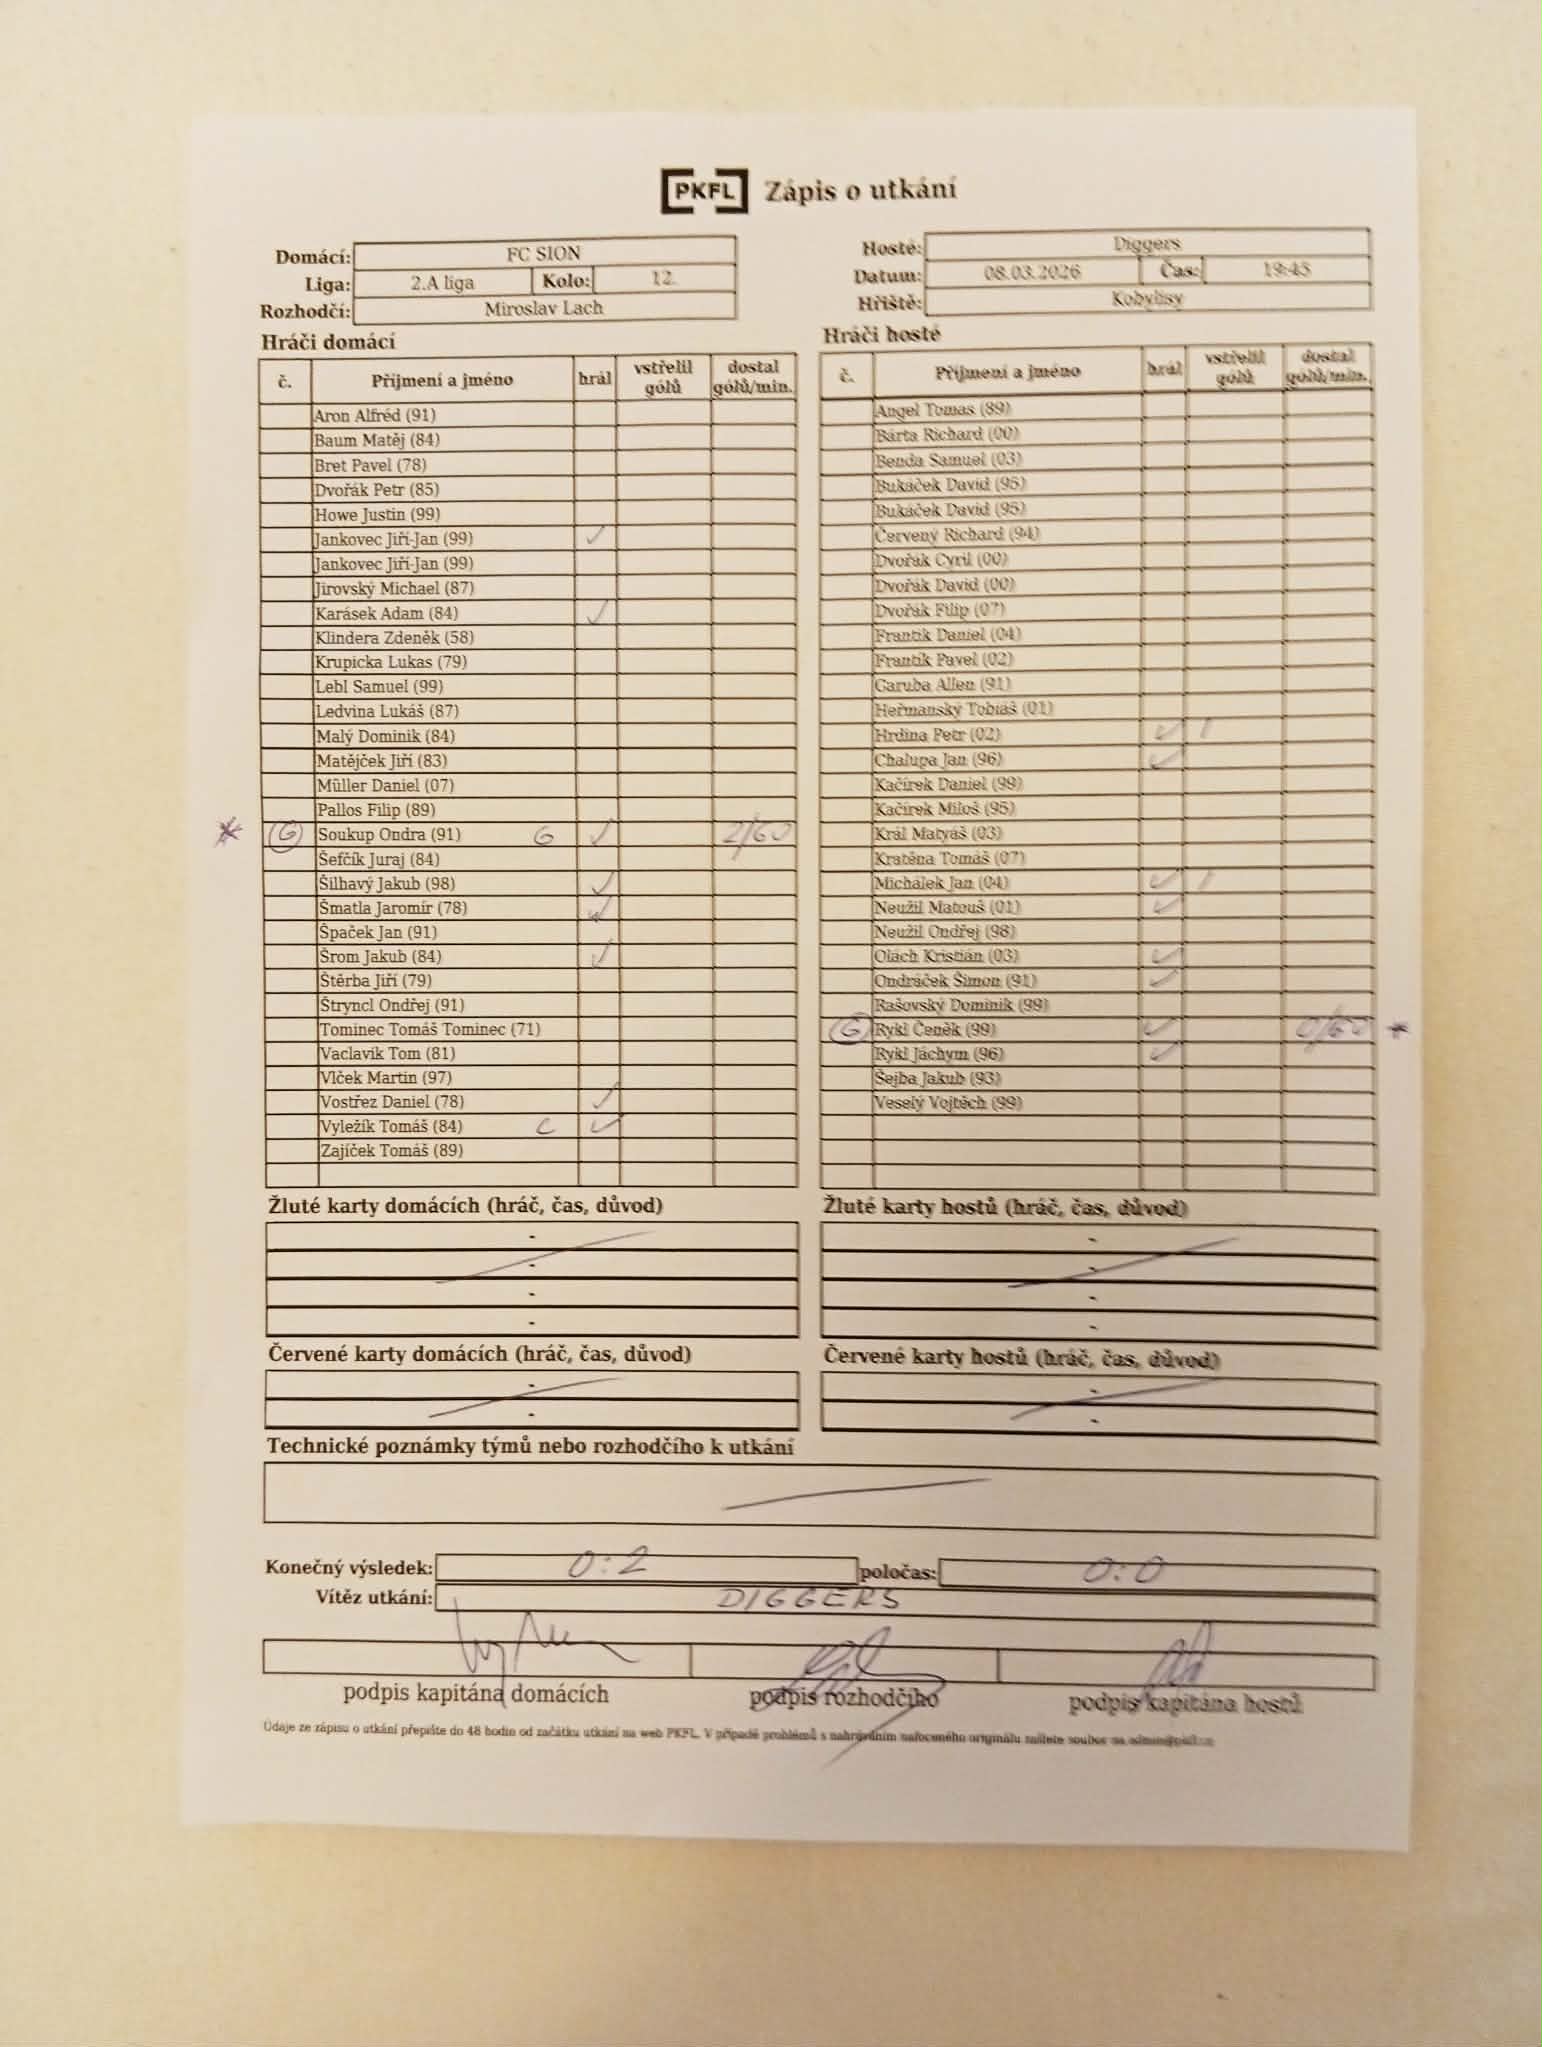 PKFL Zápis o utkání
Domácí: FC SION
Liga: 2.A liga Kolo: 12.
Rozhodčí: Miroslav Lach
Hosté: Diggers
Datum: 08.03.2026 Čas: 19:45
Hřiště: Kobylisy
Hráči domácí
č. Příjmení a jméno hrál vstřelil gólů dostal gólů/min.
Aron Alfréd (91)
Baum Matěj (84)
Bret Pavel (78)
Dvořák Petr (85)
Howe Justin (99)
Jankovec Jiří-Jan (99) ✓
Jankovec Jiří-Jan (99)
Jirovský Michael (87)
Karásek Adam (84) ✓
Klindera Zdeněk (58)
Krupicka Lukas (79)
Lebl Samuel (99)
Ledvina Lukáš (87)
Malý Dominik (84)
Matějček Jiří (83)
Müller Daniel (07)
Pallos Filip (89)
* G Soukup Ondra (91) G ✓ 2/60
Šefčík Juraj (84)
Šilhavý Jakub (98) ✓
Šmatla Jaromír (78) ✓
Špaček Jan (91)
Šrom Jakub (84) ✓
Štěrba Jiří (79)
Štryncl Ondřej (91)
Tominec Tomáš Tominec (71)
Vaclavík Tom (81)
Vlček Martin (97)
Vostřez Daniel (78) ✓
Vyležík Tomáš (84) C ✓
Zajíček Tomáš (89)
Hráči hosté
č. Příjmení a jméno hrál vstřelil gólů dostal gólů/min.
Angel Tomas (89)
Bárta Richard (00)
Benda Samuel (03)
Bukáček David (95)
Bukáček David (95)
Červený Richard (94)
Dvořák Cyril (00)
Dvořák David (00)
Dvořák Filip (07)
Frantík Daniel (04)
Frantík Pavel (02)
Garuba Allen (91)
Heřmanský Tobiáš (01)
Hrdina Petr (02) ✓ 1
Chalupa Jan (96) ✓
Kačírek Daniel (99)
Kačírek Miloš (95)
Král Matyáš (03)
Kratěna Tomáš (07)
Michálek Jan (04) ✓ 1
Neužil Matouš (01) ✓
Neužil Ondřej (98)
Olach Kristián (03) ✓
Ondráček Šimon (91) ✓
Rašovský Dominik (99)
G Rykl Čeněk (99) ✓ 0/60 *
Rykl Jáchym (96) ✓
Šejba Jakub (93)
Veselý Vojtěch (99)
Žluté karty domácích (hráč, čas, důvod)
-
-
-
-
Žluté karty hostů (hráč, čas, důvod)
-
-
-
-
Červené karty domácích (hráč, čas, důvod)
-
-
Červené karty hostů (hráč, čas, důvod)
-
-
Technické poznámky týmů nebo rozhodčího k utkání
Konečný výsledek: 0:2 poločas: 0:0
Vítěz utkání: DIGGERS
podpis kapitána domácích podpis rozhodčího podpis kapitána hostů
Údaje ze zápisu o utkání přepište do 48 hodin od začátku utkání na web PKFL. V případě problémů s nahráváním nafoceného originálu zašlete soubor na admin@pkfl.cz